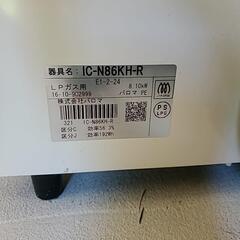 器具名： IC-N86KH-R
E1-2-24
LPガス用 8.10kW
16-10-902999 パロマ PE
株式会社パロマ
321 IC-N86KH-R
区分C 効率56.3%
区分J 効率192Wh
PS
LPG